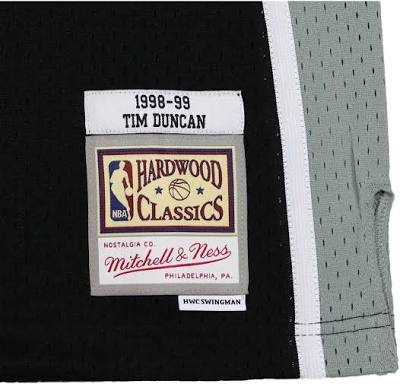 1998-99
TIM DUNCAN
HARDWOOD
CLASSICS
NBA
NOSTALGIA CO.
Mitchell & Ness
PHILADELPHIA, PA.
HWC SWINGMAN